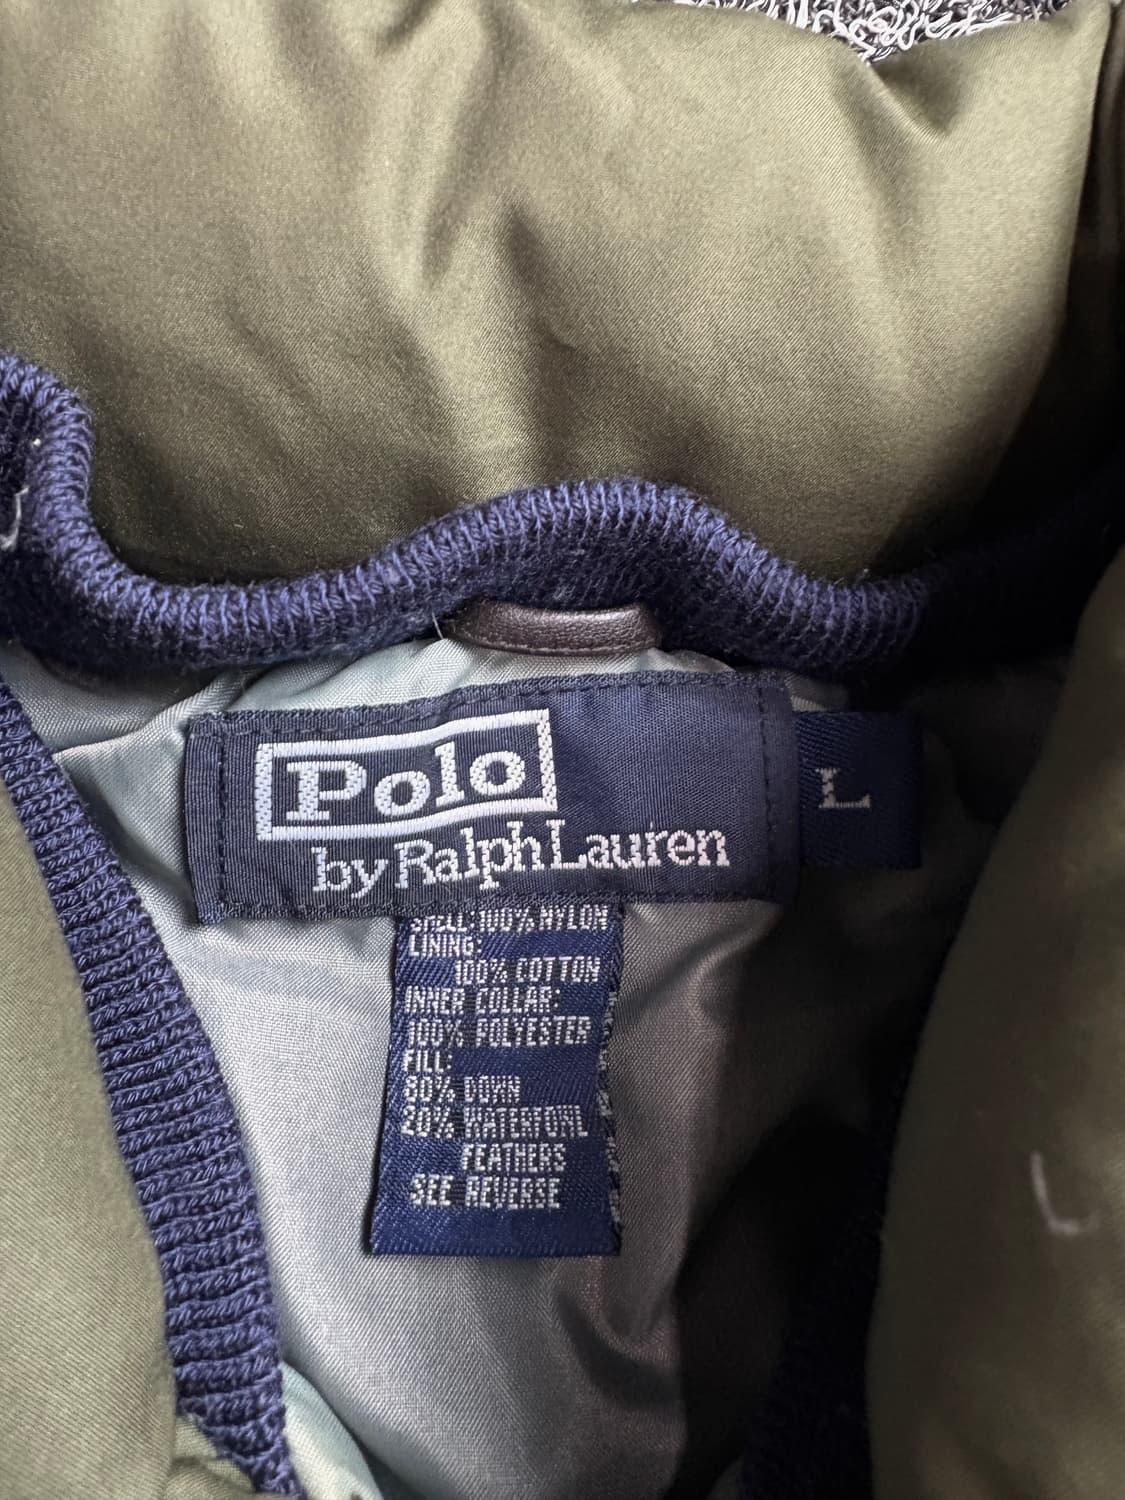 Polo
by Ralph Lauren
L
SHELL: 100% NYLON
LINING:
100% COTTON
INNER COLLAR:
100% POLYESTER
FILL:
80% DOWN
20% WATERFOWL
FEATHERS
SEE REVERSE